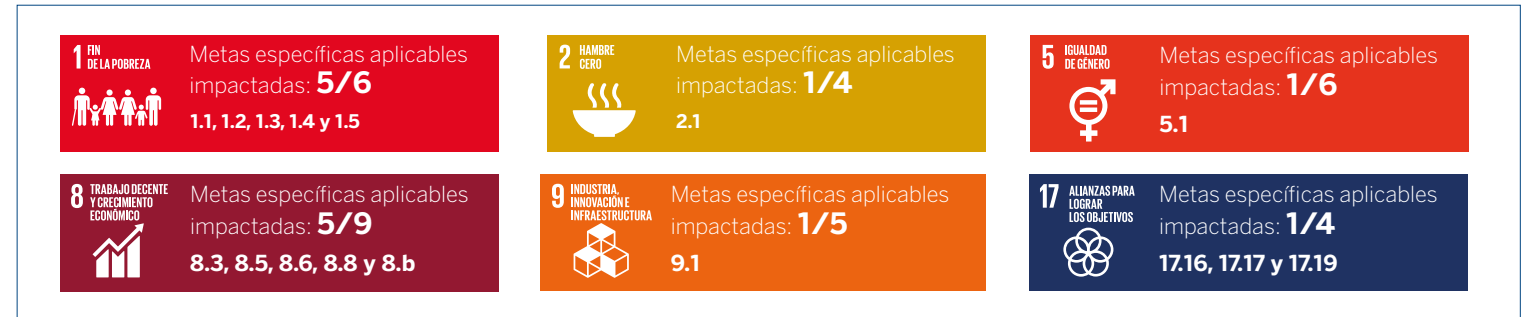 1 FIN
DE LA POBREZA
Metas específicas aplicables
impactadas: 5/6
1.1, 1.2, 1.3, 1.4 y 1.5
2 HAMBRE
CERO
Metas específicas aplicables
impactadas: 1/4
2.1
5 IGUALDAD
DE GÉNERO
Metas específicas aplicables
impactadas: 1/6
5.1
8 TRABAJO DECENTE
Y CRECIMIENTO
ECONÓMICO
Metas específicas aplicables
impactadas: 5/9
8.3, 8.5, 8.6, 8.8 y 8.b
9 INDUSTRIA,
INNOVACIÓN E
INFRAESTRUCTURA
Metas específicas aplicables
impactadas: 1/5
9.1
17 ALIANZAS PARA
LOGRAR
LOS OBJETIVOS
Metas específicas aplicables
impactadas: 1/4
17.16, 17.17 y 17.19